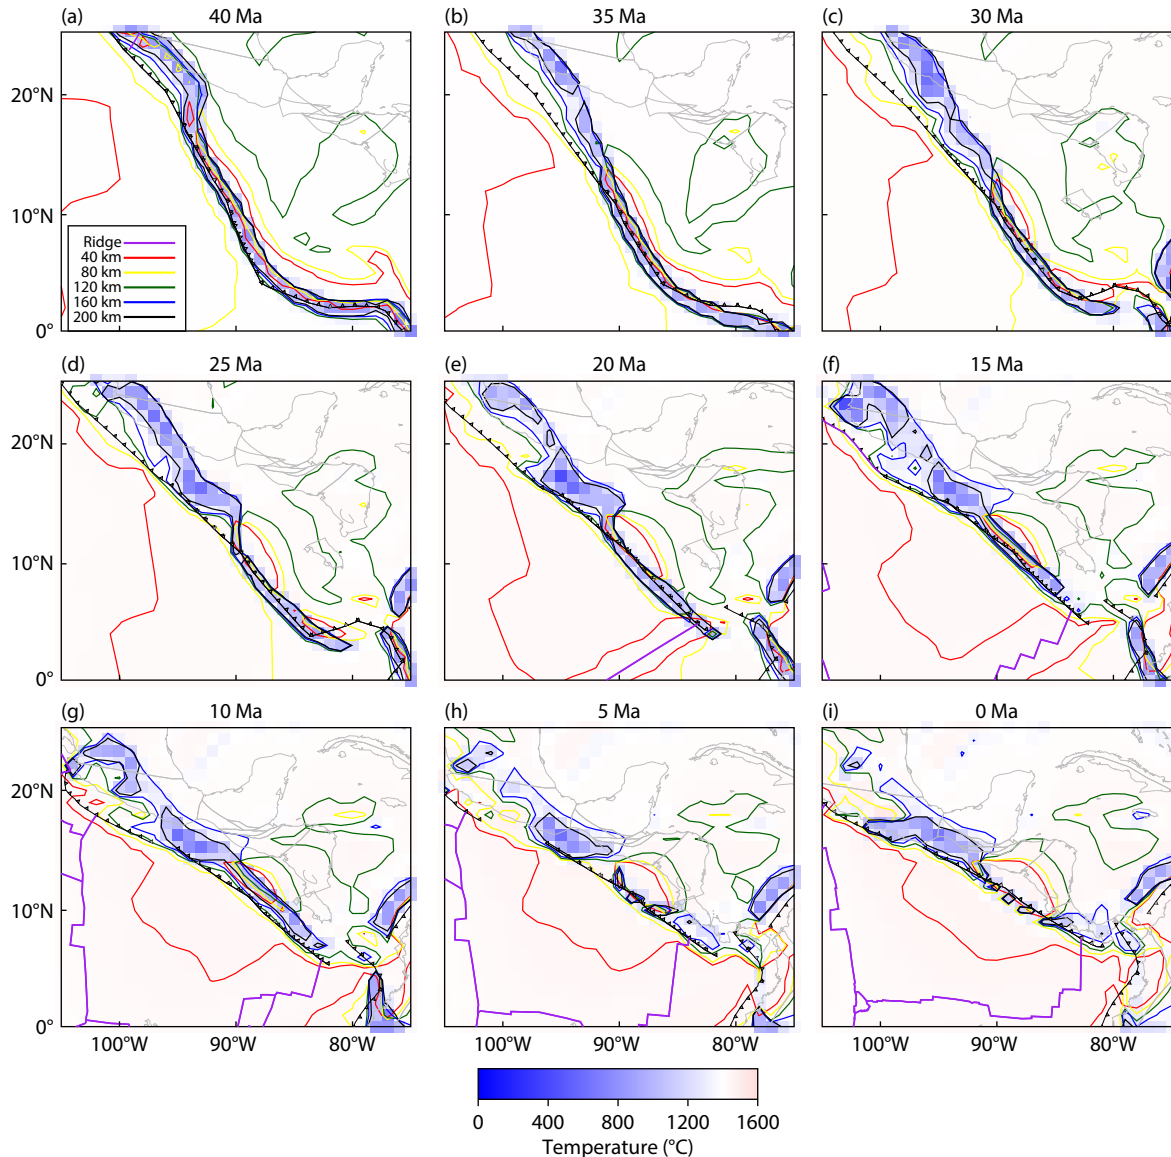 (a) 40 Ma
(b) 35 Ma
(c) 30 Ma
20°N
10°N
0°
Ridge
40 km
80 km
120 km
160 km
200 km
(d) 25 Ma
(e) 20 Ma
(f) 15 Ma
20°N
10°N
0°
(g) 10 Ma
(h) 5 Ma
(i) 0 Ma
20°N
10°N
0°
100°W 90°W 80°W 100°W 90°W 80°W 100°W 90°W 80°W
0 400 800 1200 1600
Temperature (°C)